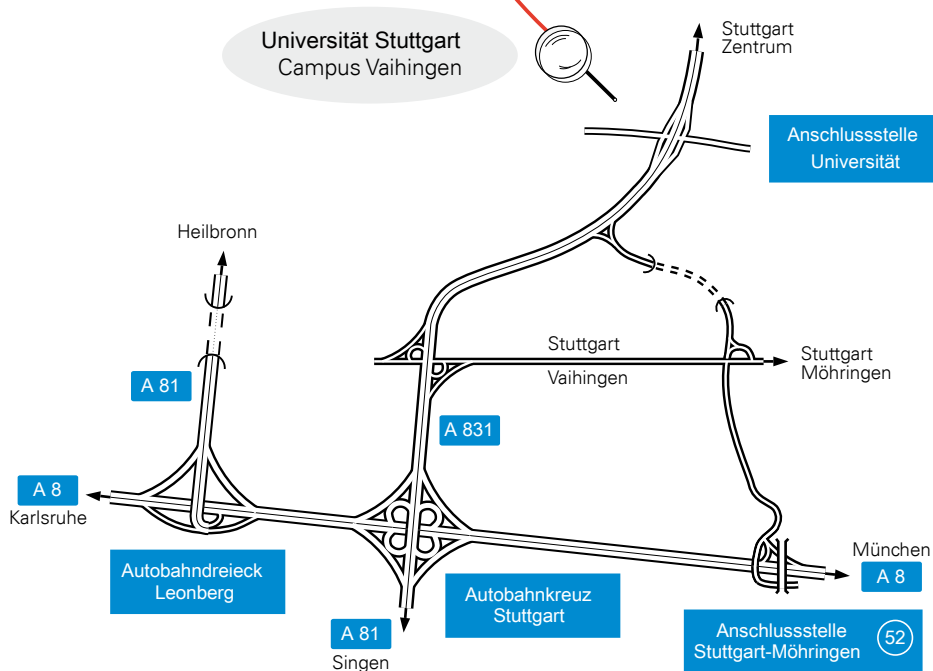 Universität Stuttgart
Campus Vaihingen
Stuttgart
Zentrum
Anschlussstelle
Universität
Heilbronn
A 81
Stuttgart
Vaihingen
Stuttgart
Möhringen
A 831
A 8
Karlsruhe
Autobahndreieck
Leonberg
Autobahnkreuz
Stuttgart
München
A 8
A 81
Singen
Anschlussstelle
Stuttgart-Möhringen
52